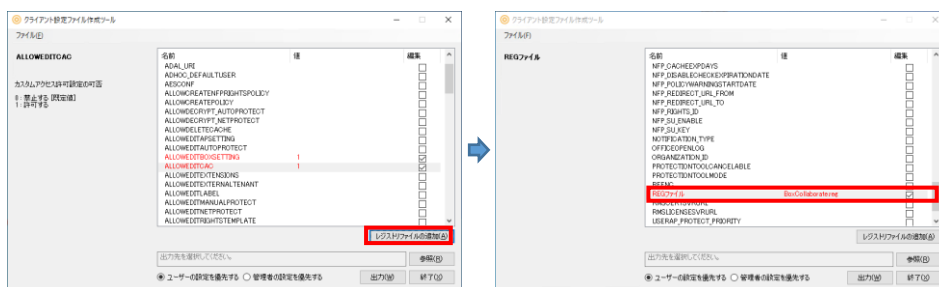 クライアント設定ファイル作成ツール
ファイル(F)
ALLOWEDITCAC
カスタムアクセス許可設定の可否
0 : 禁止する [既定値]
1 : 許可する
名前 値 編集
ADAL_URI
ADHOC_DEFAULTUSER
AESCONF
ALLOWCREATENFPRIGHTSPOLICY
ALLOWCREATEPOLICY
ALLOWDECRYPT_AUTOPROTECT
ALLOWDECRYPT_NETPROTECT
ALLOWDELETECACHE
ALLOWEDITAPSETTING
ALLOWEDITAUTOPROTECT
ALLOWEDITBOXSETTING 1
ALLOWEDITCAC 1
ALLOWEDITEXTENSIONS
ALLOWEDITEXTERNALTENANT
ALLOWEDITLABEL
ALLOWEDITMANUALPROTECT
ALLOWEDITNETPROTECT
ALLOWEDITRIGHTSTEMPLATE
レジストリファイルの追加(A)
出力先を選択してください。 参照(R)
ユーザーの設定を優先する 管理者の設定を優先する 出力(W) 終了(X)
クライアント設定ファイル作成ツール
ファイル(F)
REGファイル
名前 値 編集
NFP_CACHEEXPDAYS
NFP_DISABLECHECKEXPIRATIONDATE
NFP_POLICYWARNINGSTARTDATE
NFP_REDIRECT_URL_FROM
NFP_REDIRECT_URL_TO
NFP_RIGHTS_ID
NFP_SU_ENABLE
NFP_SU_KEY
NOTIFICATION_TYPE
OFFICEOPENLOG
ORGANIZATION_ID
PROTECTIONTOOLCANCELABLE
PROTECTIONTOOLMODE
REGファイル BoxCollaborate.reg
RMSLICENSESVRURL
USERAP_PROTECT_PRIORITY
レジストリファイルの追加(A)
出力先を選択してください。 参照(R)
ユーザーの設定を優先する 管理者の設定を優先する 出力(W) 終了(X)